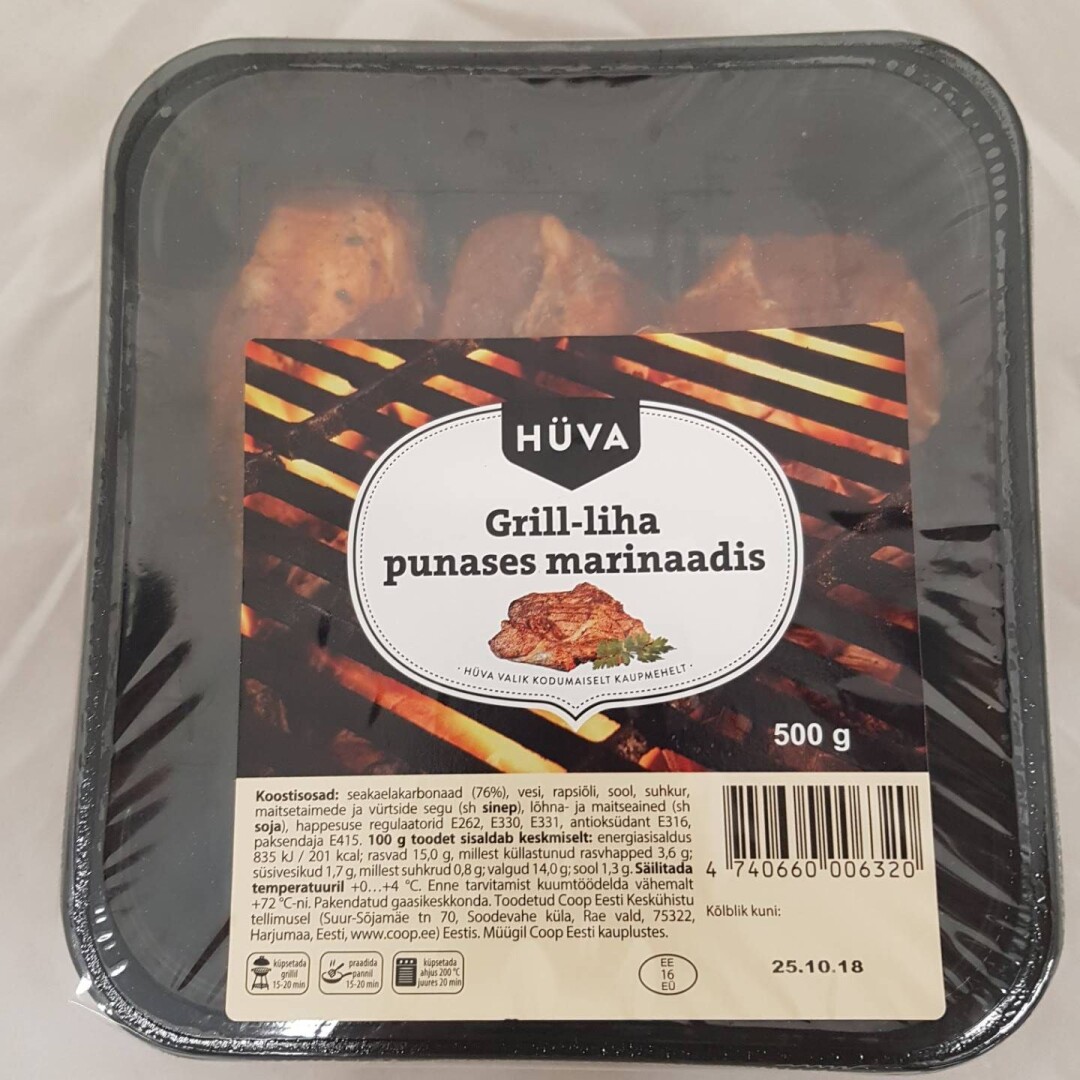 HÜVA
Grill-liha
punases marinaadis
· HÜVA VALIK KODUMAISELT KAUPMEHELT ·
500 g
Koostisosad: seakaelakarbonaad (76%), vesi, rapsiõli, sool, suhkur,
maitsetaimede ja vürtside segu (sh sinep), lõhna- ja maitseained (sh
soja), happesuse regulaatorid E262, E330, E331, antioksüdant E316,
paksendaja E415. 100 g toodet sisaldab keskmiselt: energiasisaldus
835 kJ / 201 kcal; rasvad 15,0 g, millest küllastunud rasvhapped 3,6 g;
süsivesikud 1,7 g, millest suhkrud 0,8 g; valgud 14,0 g; sool 1,3 g. Säilitada
temperatuuril +0...+4 °C. Enne tarvitamist kuumtöödelda vähemalt
+72 °C-ni. Pakendatud gaasikeskkonda. Toodetud Coop Eesti Keskühistu
tellimusel (Suur-Sõjamäe tn 70, Soodevahe küla, Rae vald, 75322,
Harjumaa, Eesti, www.coop.ee) Eestis. Müügil Coop Eesti kauplustes.
4 740660 006320
Kõlblik kuni:
25.10.18
küpsetada
grillil
15-20 min
praadida
pannil
15-20 min
küpsetada
ahjus 200 °C
juures 20 min
EE
16
EÜ